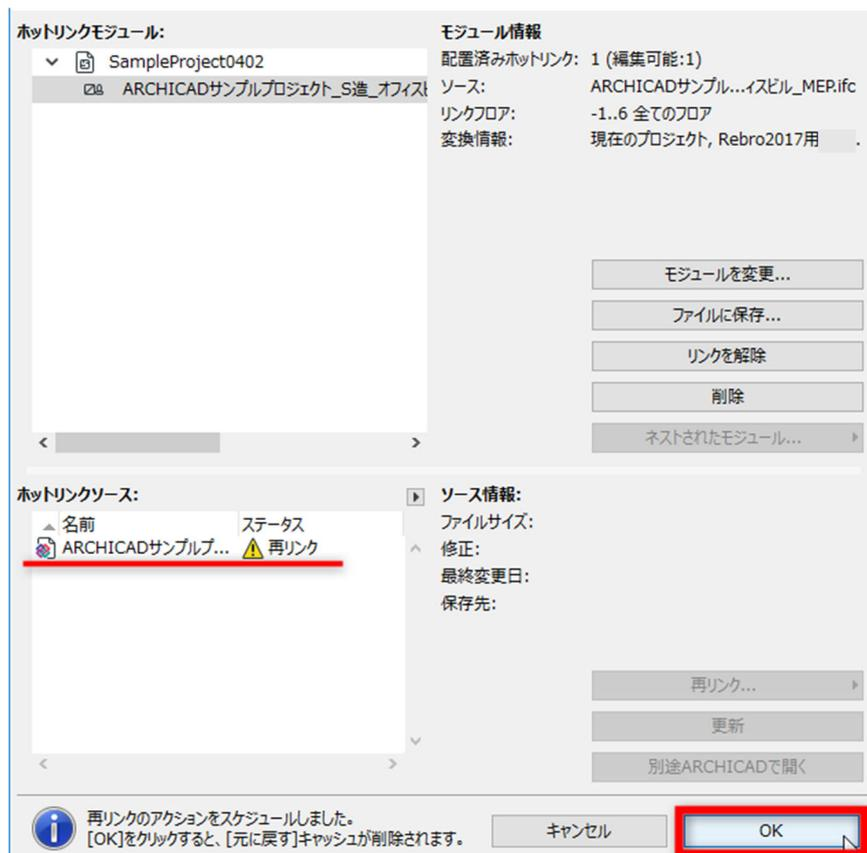 ホットリンクモジュール:
SampleProject0402
ARCHICADサンプルプロジェクト_S造_オフィスビ
モジュール情報
配置済みホットリンク: 1 (編集可能:1)
ソース: ARCHICADサンプル...ィスビル_MEP.ifc
リンクフロア: -1..6 全てのフロア
変換情報: 現在のプロジェクト, Rebro2017用 .
モジュールを変更...
ファイルに保存...
リンクを解除
削除
ネストされたモジュール...
ホットリンクソース:
名前 ステータス
ARCHICADサンプルプ... 再リンク
ソース情報:
ファイルサイズ:
修正:
最終変更日:
保存先:
再リンク...
更新
別途ARCHICADで開く
再リンクのアクションをスケジュールしました。
[OK]をクリックすると、[元に戻す]キャッシュが削除されます。
キャンセル
OK